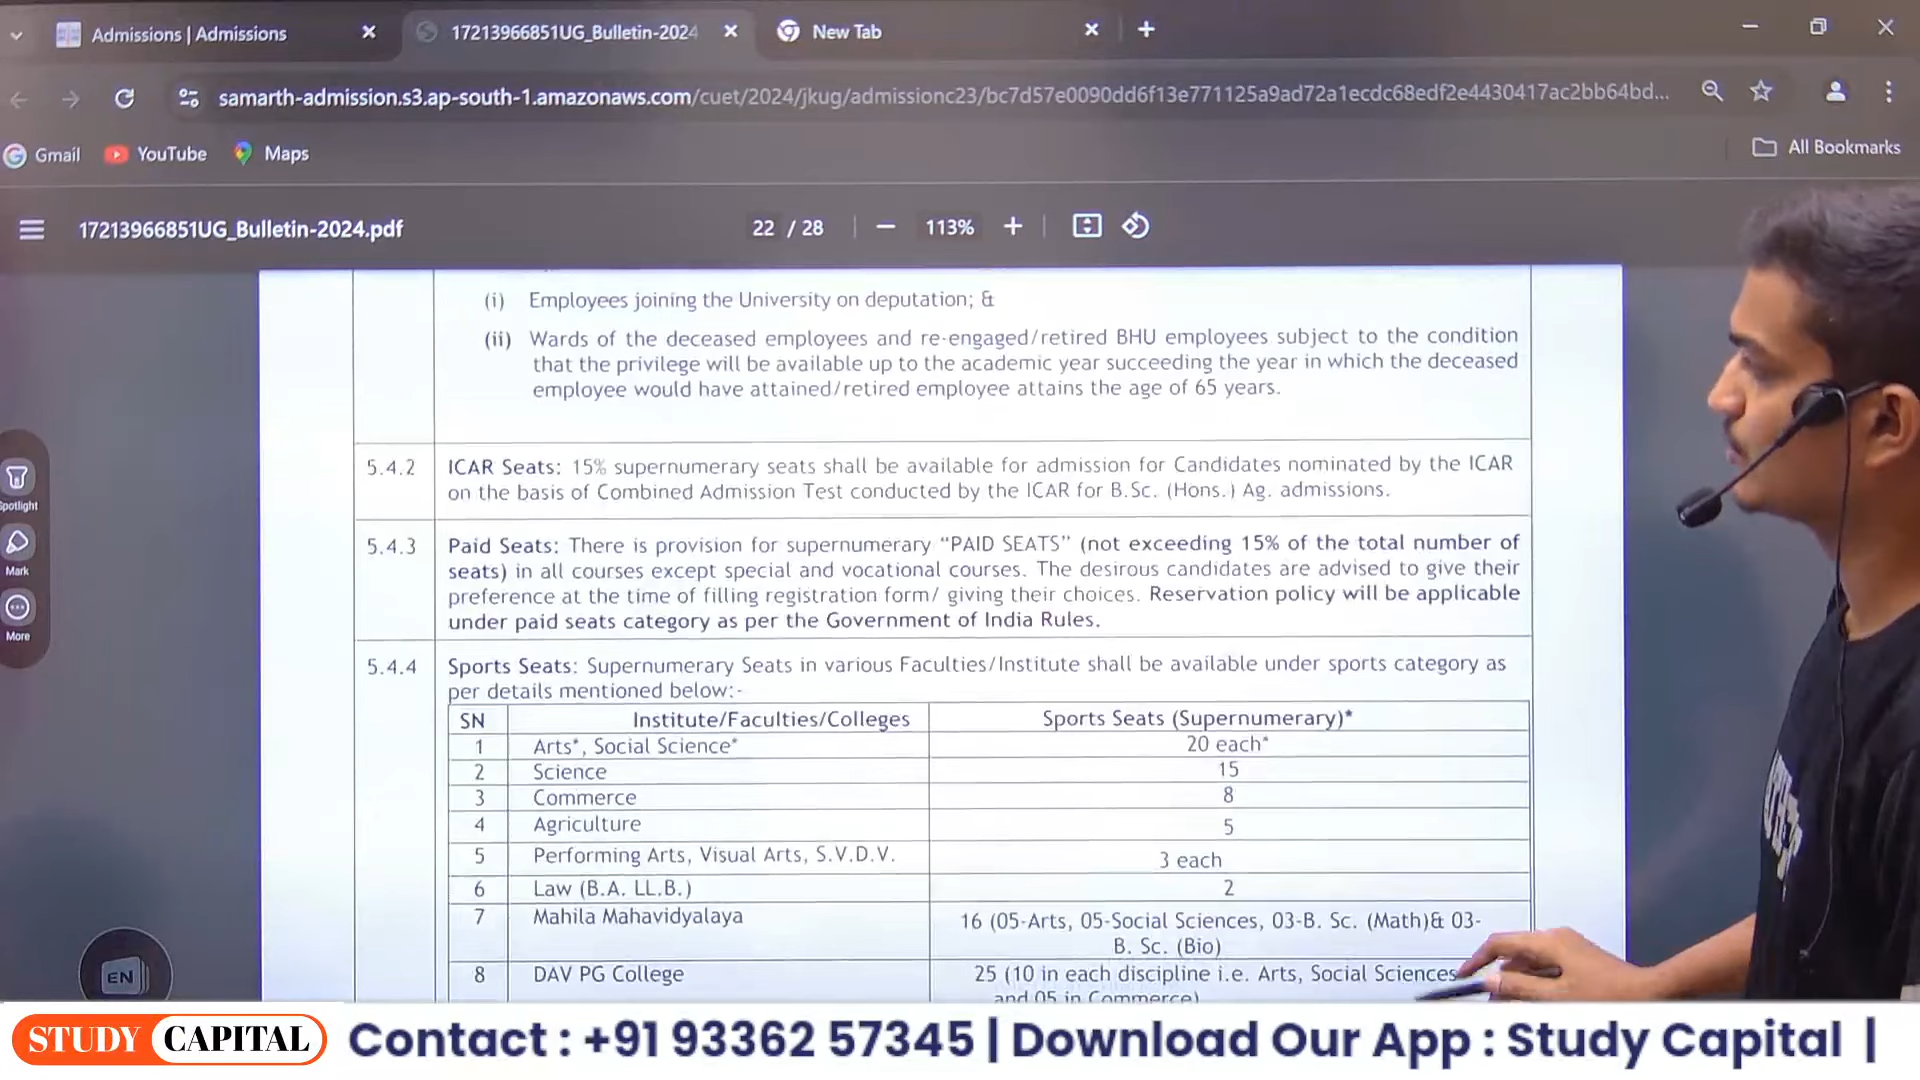 Admissions | Admissions
17213966851UG_Bulletin-2024
New Tab
samarth-admission.s3.ap-south-1.amazonaws.com/cuet/2024/jkug/admissionc23/bc7d57e0090dd6f13e771125a9ad72a1ecdc68edf2e4430417ac2bb64bd...
Gmail
YouTube
Maps
All Bookmarks
17213966851UG_Bulletin-2024.pdf
22 / 28
113%
(i) Employees joining the University on deputation; &
(ii) Wards of the deceased employees and re-engaged/retired BHU employees subject to the condition
that the privilege will be available up to the academic year succeeding the year in which the deceased
employee would have attained/retired employee attains the age of 65 years.
5.4.2 ICAR Seats: 15% supernumerary seats shall be available for admission for Candidates nominated by the ICAR
on the basis of Combined Admission Test conducted by the ICAR for B.Sc. (Hons.) Ag. admissions.
5.4.3 Paid Seats: There is provision for supernumerary “PAID SEATS” (not exceeding 15% of the total number of
seats) in all courses except special and vocational courses. The desirous candidates are advised to give their
preference at the time of filling registration form/ giving their choices. Reservation policy will be applicable
under paid seats category as per the Government of India Rules.
5.4.4 Sports Seats: Supernumerary Seats in various Faculties/Institute shall be available under sports category as
per details mentioned below:-
SN Institute/Faculties/Colleges Sports Seats (Supernumerary)*
1 Arts*, Social Science* 20 each*
2 Science 15
3 Commerce 8
4 Agriculture 5
5 Performing Arts, Visual Arts, S.V.D.V. 3 each
6 Law (B.A. LL.B.) 2
7 Mahila Mahavidyalaya 16 (05-Arts, 05-Social Sciences, 03-B. Sc. (Math)& 03-
B. Sc. (Bio)
8 DAV PG College 25 (10 in each discipline i.e. Arts, Social Sciences
and 05 in Commerce)
Spotlight
Mark
More
EN
STUDY CAPITAL
Contact : +91 93362 57345 | Download Our App : Study Capital |